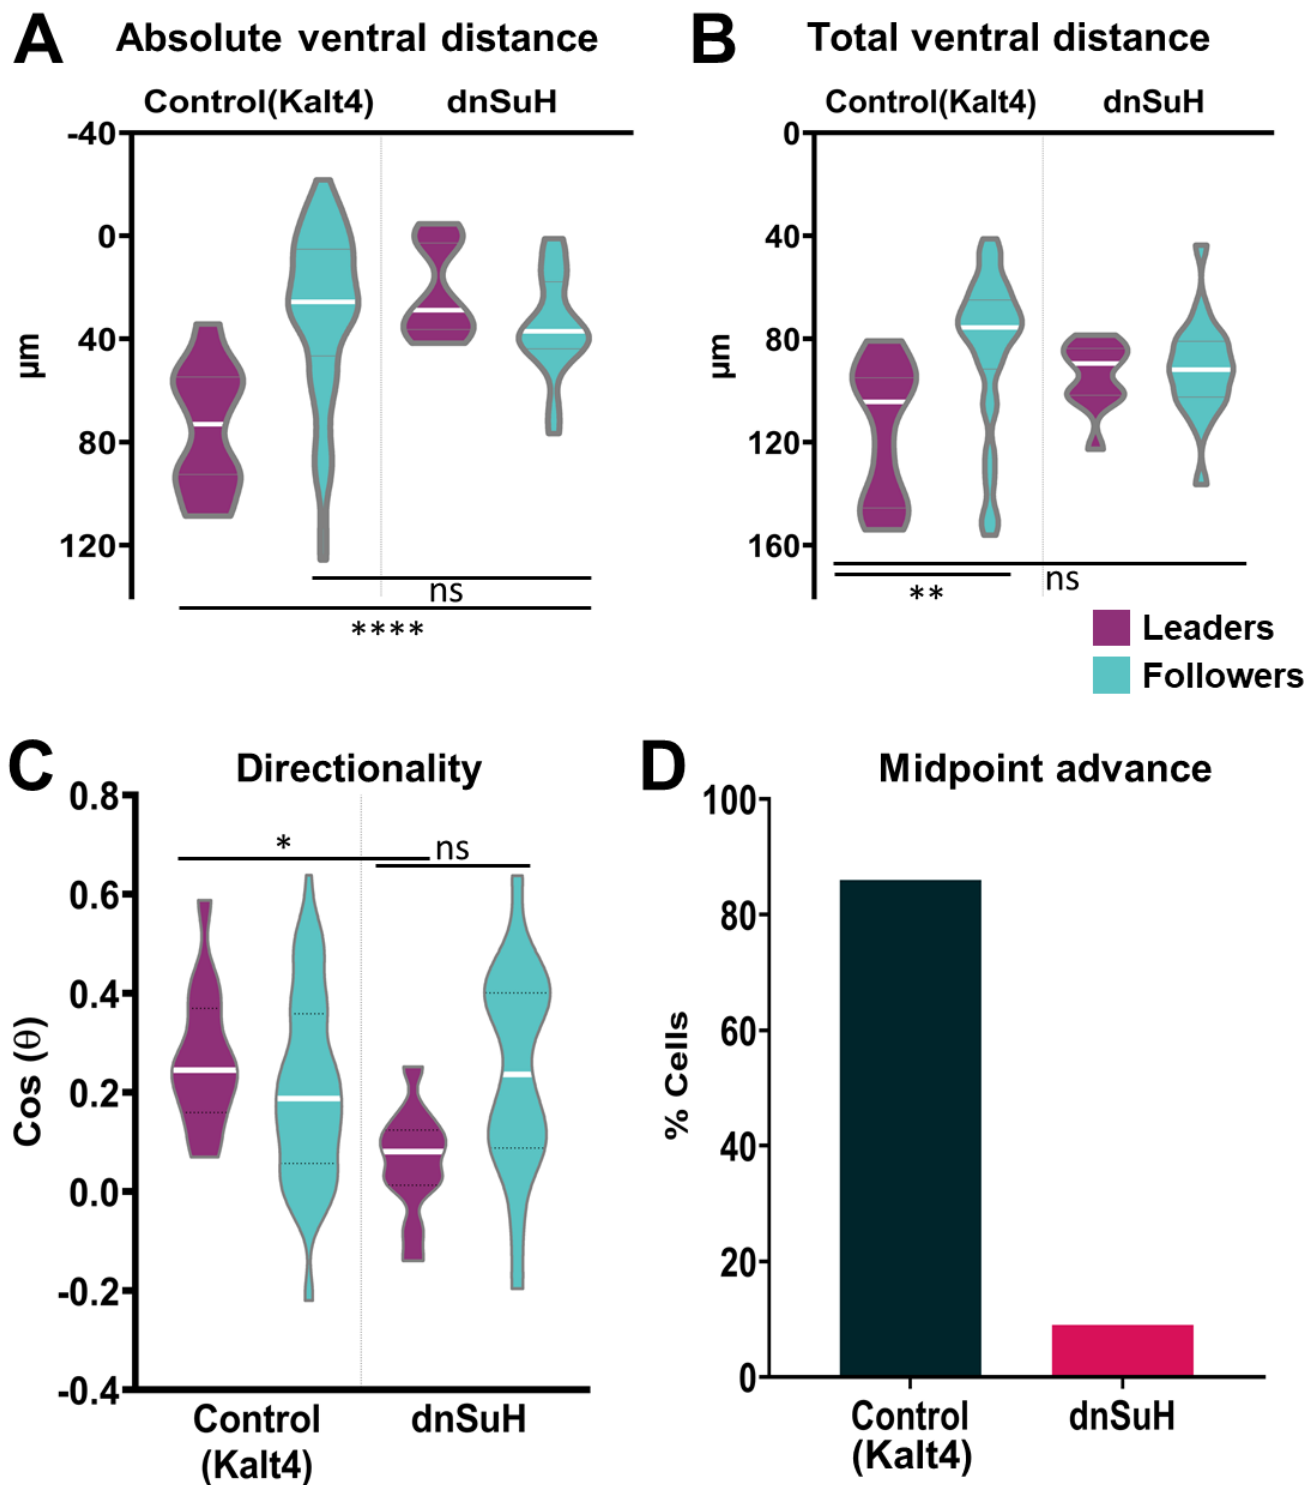 A Absolute ventral distance
Control(Kalt4) dnSuH
-40
0
40
80
120
µm
ns
****
B Total ventral distance
Control(Kalt4) dnSuH
0
40
80
120
160
µm
ns
**
Leaders
Followers
C Directionality
0.8
0.6
0.4
0.2
0.0
-0.2
-0.4
Cos (θ)
*
ns
Control dnSuH
(Kalt4)
D Midpoint advance
100
80
60
40
20
0
% Cells
Control dnSuH
(Kalt4)